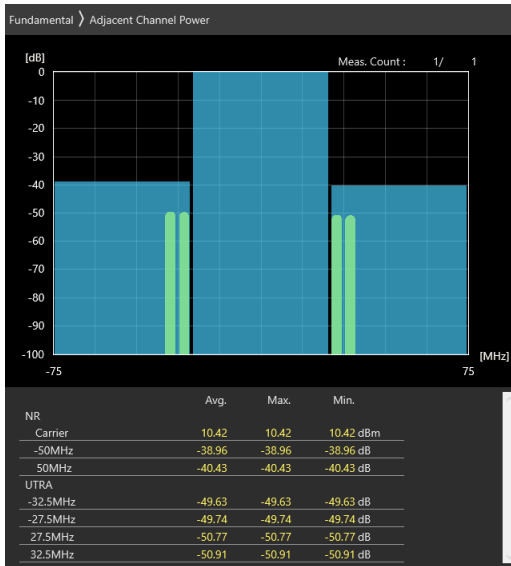 Fundamental 〉 Adjacent Channel Power
[dB]
Meas. Count : 1/ 1
0
-10
-20
-30
-40
-50
-60
-70
-80
-90
-100
[MHz]
-75 75
Avg. Max. Min.
NR
Carrier 10.42 10.42 10.42 dBm
-50MHz -38.96 -38.96 -38.96 dB
50MHz -40.43 -40.43 -40.43 dB
UTRA
-32.5MHz -49.63 -49.63 -49.63 dB
-27.5MHz -49.74 -49.74 -49.74 dB
27.5MHz -50.77 -50.77 -50.77 dB
32.5MHz -50.91 -50.91 -50.91 dB